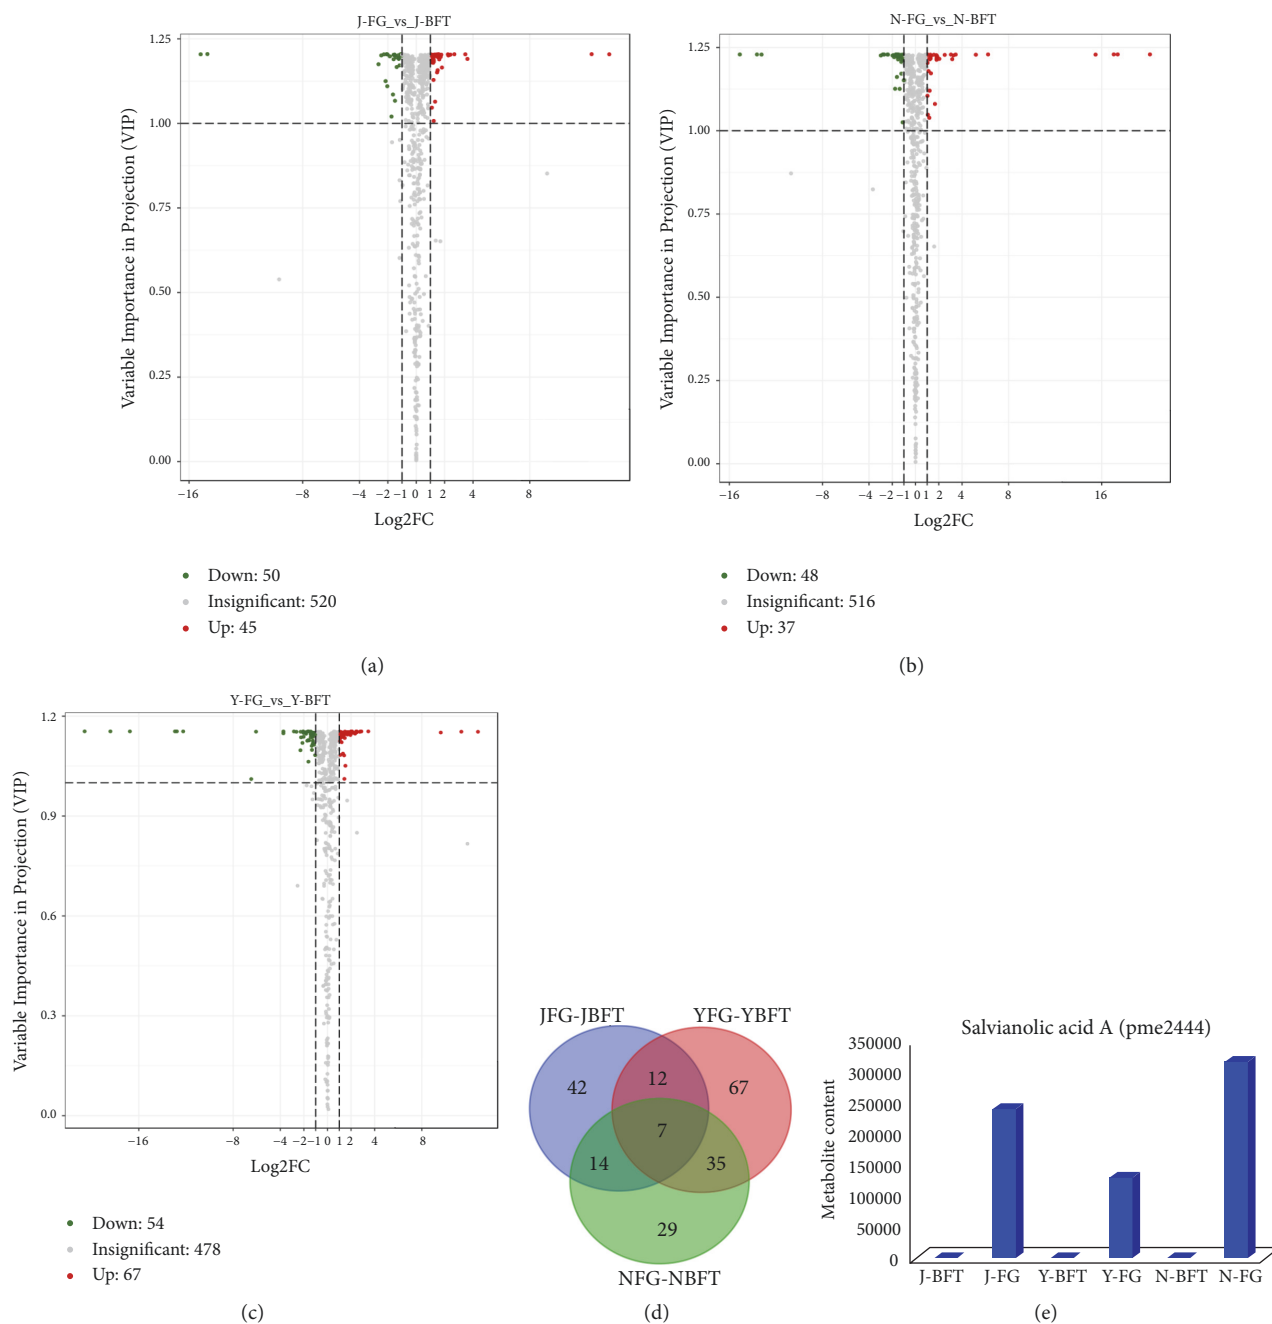 J-FG_vs_J-BFT
Variable Importance in Projection (VIP)
1.25
1.00
0.75
0.50
0.25
0.00
−16 −8 −4 −2 −1 0 1 2 4 8
Log2FC
Down: 50
Insignificant: 520
Up: 45
(a)
N-FG_vs_N-BFT
Variable Importance in Projection (VIP)
1.25
1.00
0.75
0.50
0.25
0.00
−16 −8 −4 −2 −1 0 1 2 4 8 16
Log2FC
Down: 48
Insignificant: 516
Up: 37
(b)
Y-FG_vs_Y-BFT
Variable Importance in Projection (VIP)
1.2
0.9
0.6
0.3
0.0
−16 −8 −4 −2 −1 0 1 2 4 8
Log2FC
Down: 54
Insignificant: 478
Up: 67
(c)
JFG-JBFT YFG-YBFT
42 12 67
7
14 35
29
NFG-NBFT
(d)
Salvianolic acid A (pme2444)
Metabolite content
350000
300000
250000
200000
150000
100000
50000
0
J-BFT J-FG Y-BFT Y-FG N-BFT N-FG
(e)